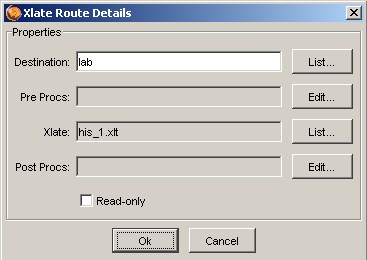 Xlate Route Details
Properties
Destination: lab List...
Pre Procs: Edit...
Xlate: his_1.xlt List...
Post Procs: Edit...
Read-only
Ok Cancel